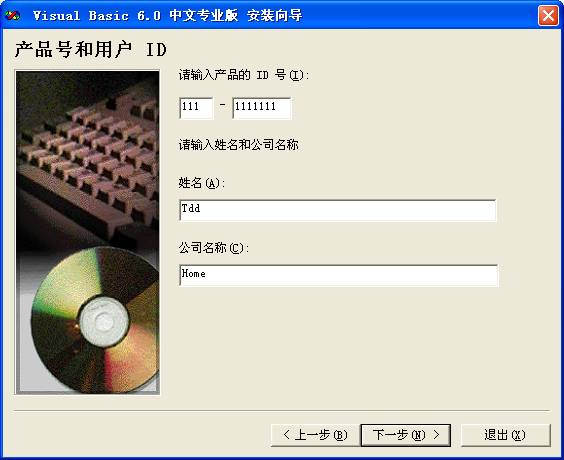 Visual Basic 6.0 中文专业版 安装向导
产品号和用户 ID
请输入产品的 ID 号(I):
111 - 1111111
请输入姓名和公司名称
姓名(A):
Tdd
公司名称(C):
Home
< 上一步(B) 下一步(N) > 退出(X)